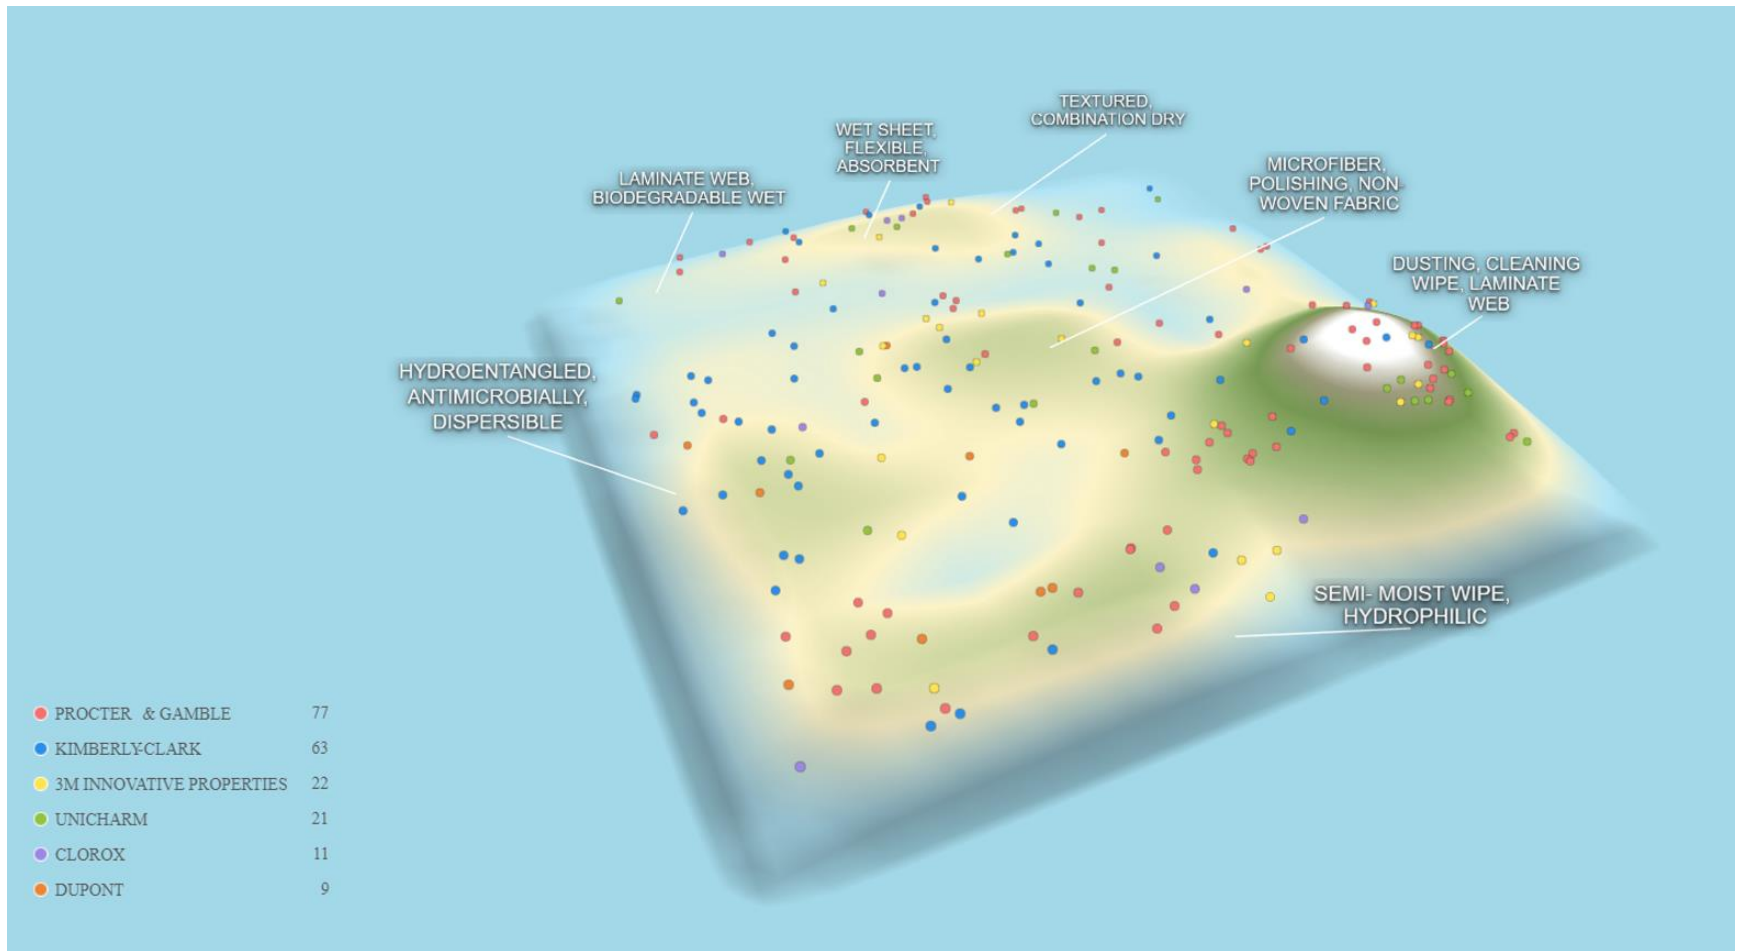 TEXTURED,
COMBINATION DRY
WET SHEET,
FLEXIBLE,
ABSORBENT
MICROFIBER,
POLISHING, NON-
WOVEN FABRIC
LAMINATE WEB,
BIODEGRADABLE WET
DUSTING, CLEANING
WIPE, LAMINATE
WEB
HYDROENTANGLED,
ANTIMICROBIALLY,
DISPERSIBLE
SEMI- MOIST WIPE,
HYDROPHILIC
PROCTER & GAMBLE 77
KIMBERLY-CLARK 63
3M INNOVATIVE PROPERTIES 22
UNICHARM 21
CLOROX 11
DUPONT 9